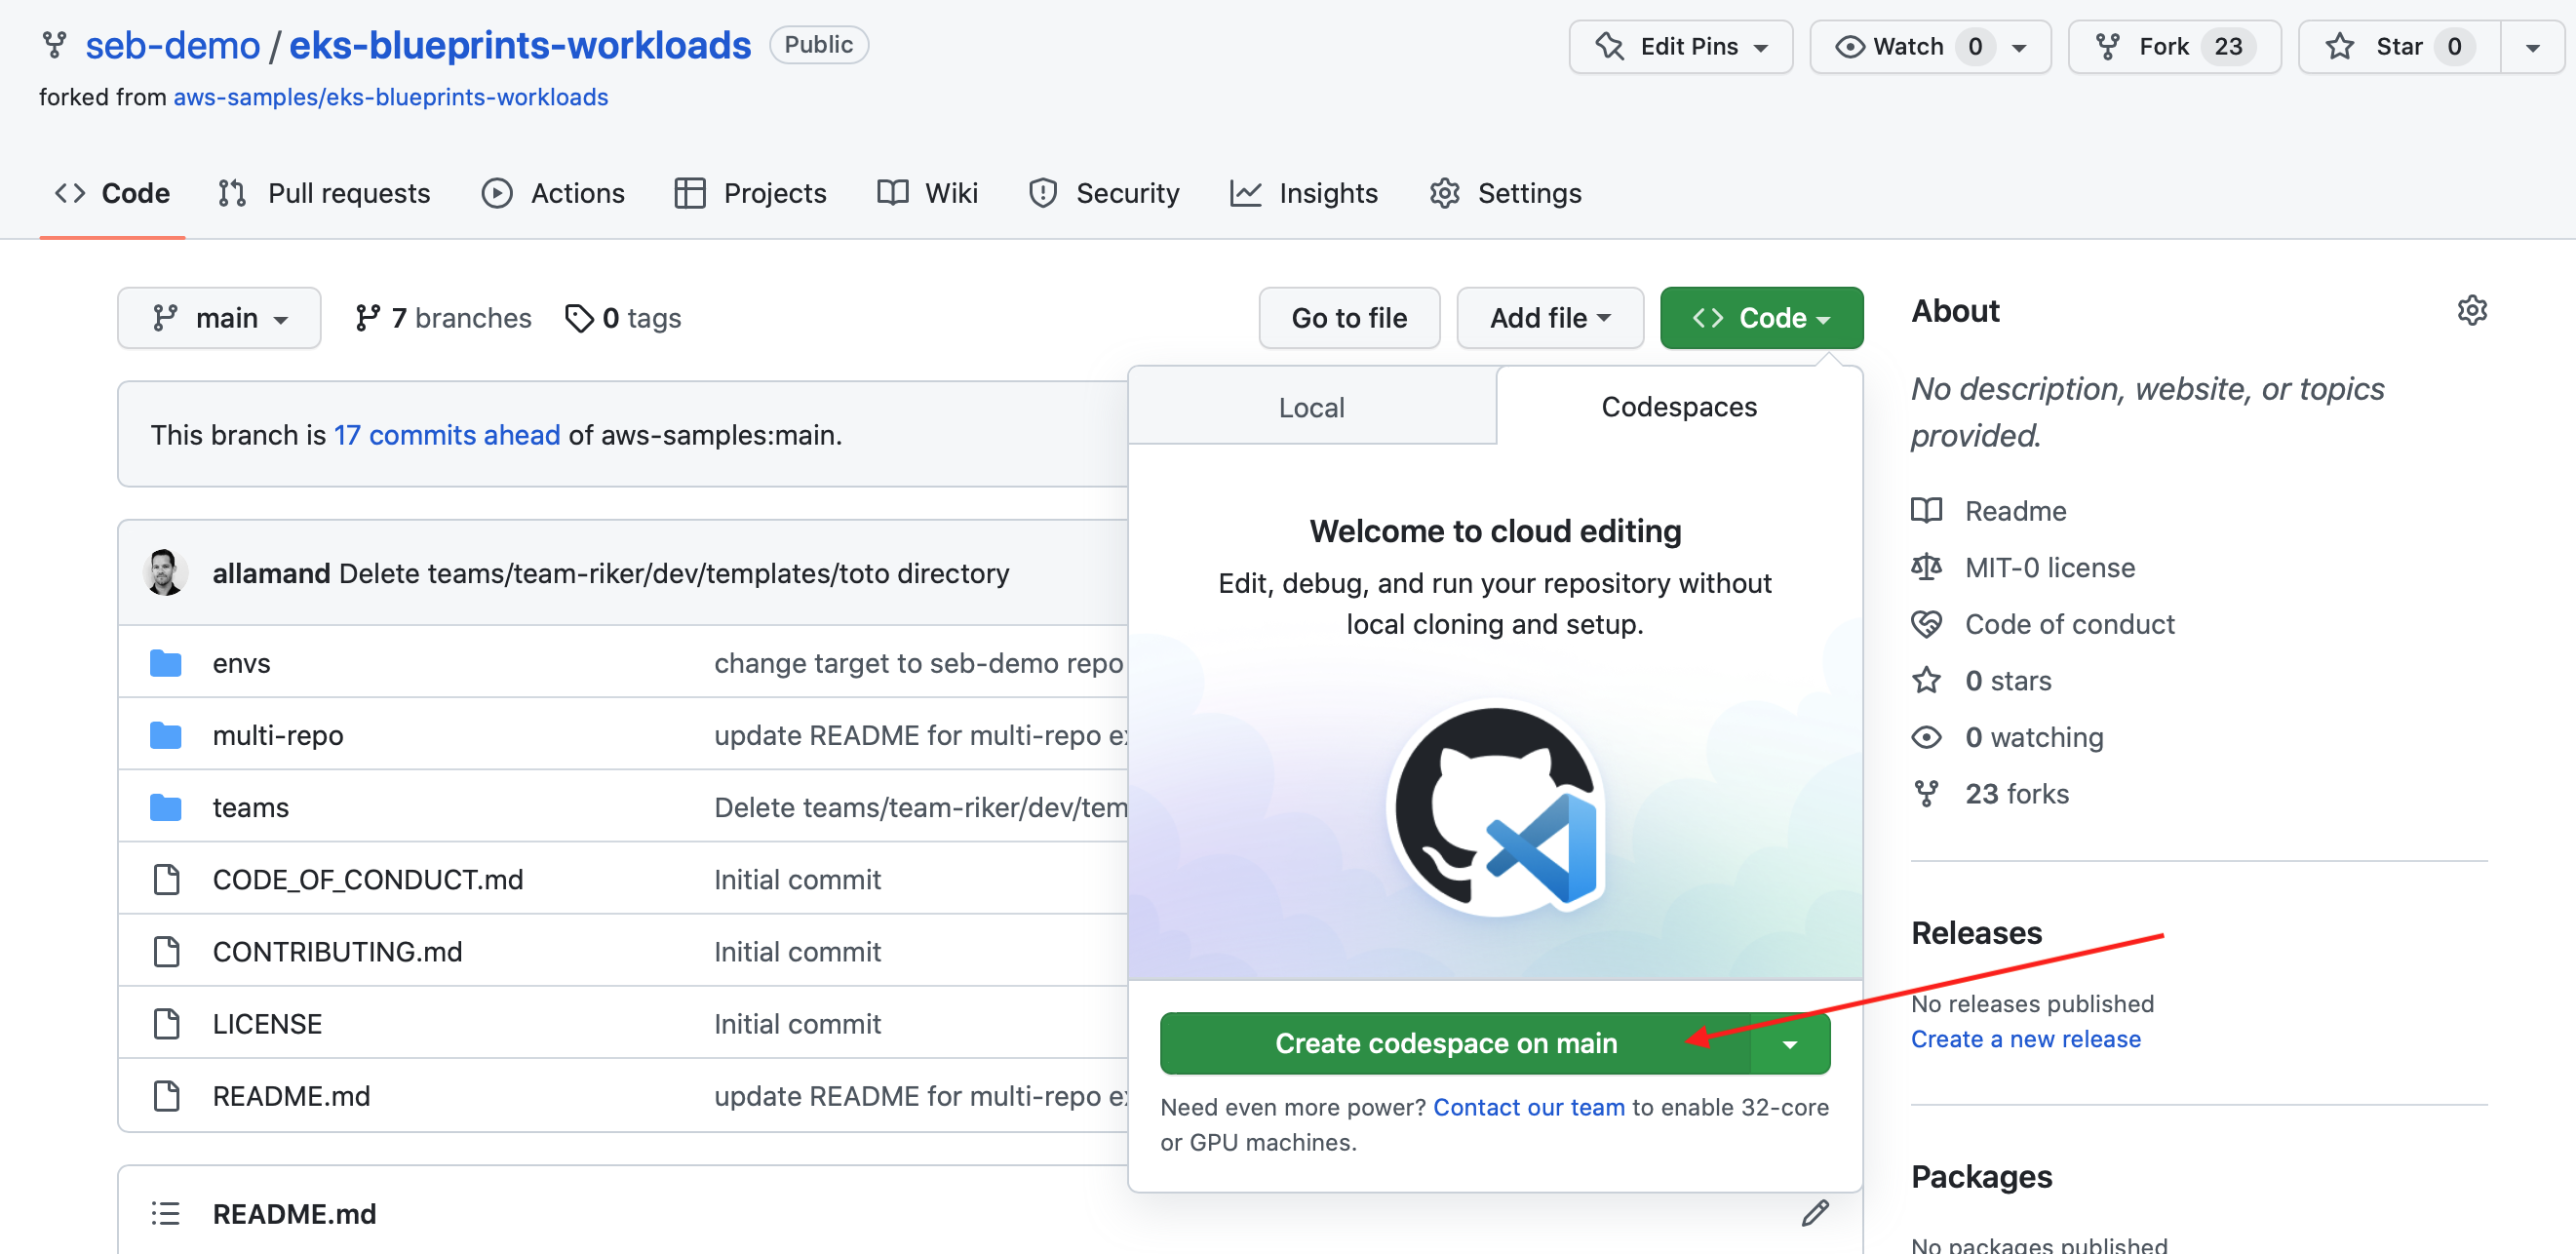 seb-demo / eks-blueprints-workloads Public
Edit Pins Watch 0 Fork 23 Star 0
forked from aws-samples/eks-blueprints-workloads
Code Pull requests Actions Projects Wiki Security Insights Settings
main 7 branches 0 tags
Go to file Add file Code
This branch is 17 commits ahead of aws-samples:main.
allamand Delete teams/team-riker/dev/templates/toto directory
envs change target to seb-demo repo
multi-repo update README for multi-repo
teams Delete teams/team-riker/dev/tem
CODE_OF_CONDUCT.md Initial commit
CONTRIBUTING.md Initial commit
LICENSE Initial commit
README.md update README for multi-repo
README.md
Local Codespaces
Welcome to cloud editing
Edit, debug, and run your repository without
local cloning and setup.
Create codespace on main
Need even more power? Contact our team to enable 32-core
or GPU machines.
About
No description, website, or topics
provided.
Readme
MIT-0 license
Code of conduct
0 stars
0 watching
23 forks
Releases
No releases published
Create a new release
Packages
No packages published